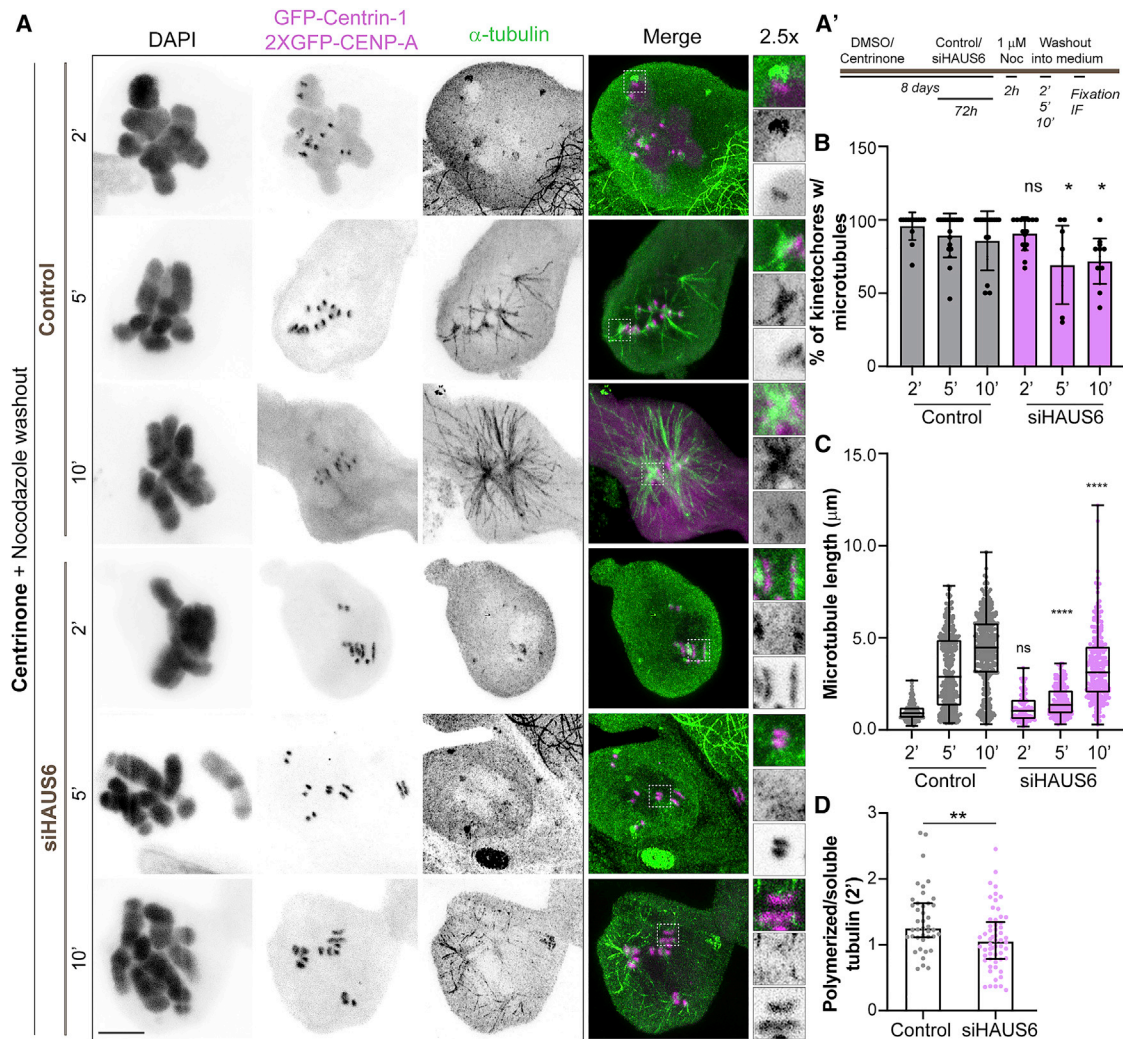 A
GFP-Centrin-1
2XGFP-CENP-A
DAPI
α-tubulin
Merge
2.5x
Centrinone + Nocodazole washout
Control
2'
5'
10'
siHAUS6
2'
5'
10'
A'
DMSO/
Centrinone
Control/
siHAUS6
1 μM
Noc
Washout
into medium
8 days
72h
2h
2'
5'
10'
Fixation
IF
B
% of kinetochores w/
microtubules
150
100
50
0
ns
*
*
2' 5' 10' 2' 5' 10'
Control siHAUS6
C
Microtubule length (μm)
15.0
10.0
5.0
0.0
ns
****
****
2' 5' 10' 2' 5' 10'
Control siHAUS6
D
Polymerized/soluble
tubulin (2')
3
2
1
0
**
Control siHAUS6